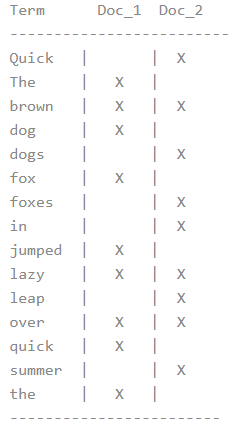 Term      Doc_1  Doc_2
-------------------------
Quick   |       |  X
The     |   X   |
brown   |   X   |  X
dog     |   X   |
dogs    |       |  X
fox     |   X   |
foxes   |       |  X
in      |       |  X
jumped  |   X   |
lazy    |   X   |  X
leap    |       |  X
over    |   X   |  X
quick   |   X   |
summer  |       |  X
the     |   X   |
------------------------